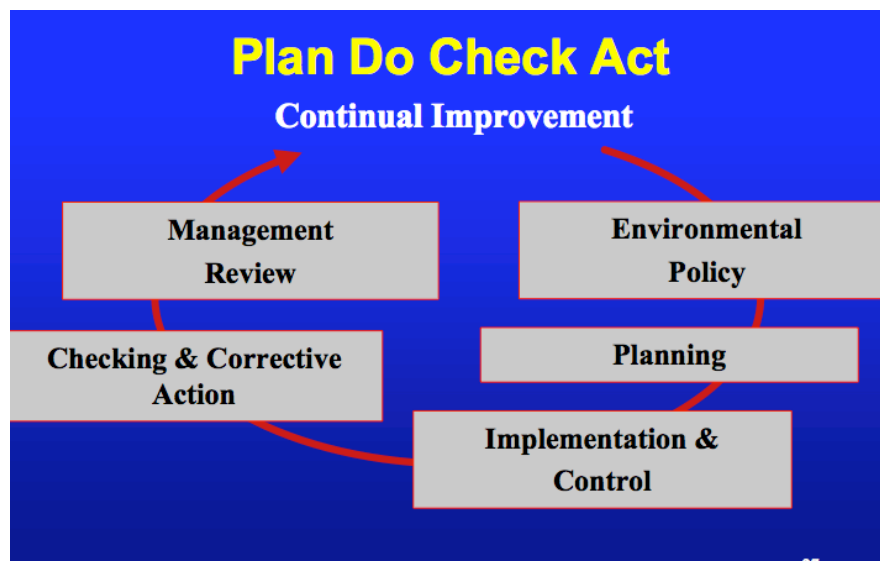 Plan Do Check Act
Continual Improvement
Management
Review
Environmental
Policy
Checking & Corrective
Action
Planning
Implementation &
Control